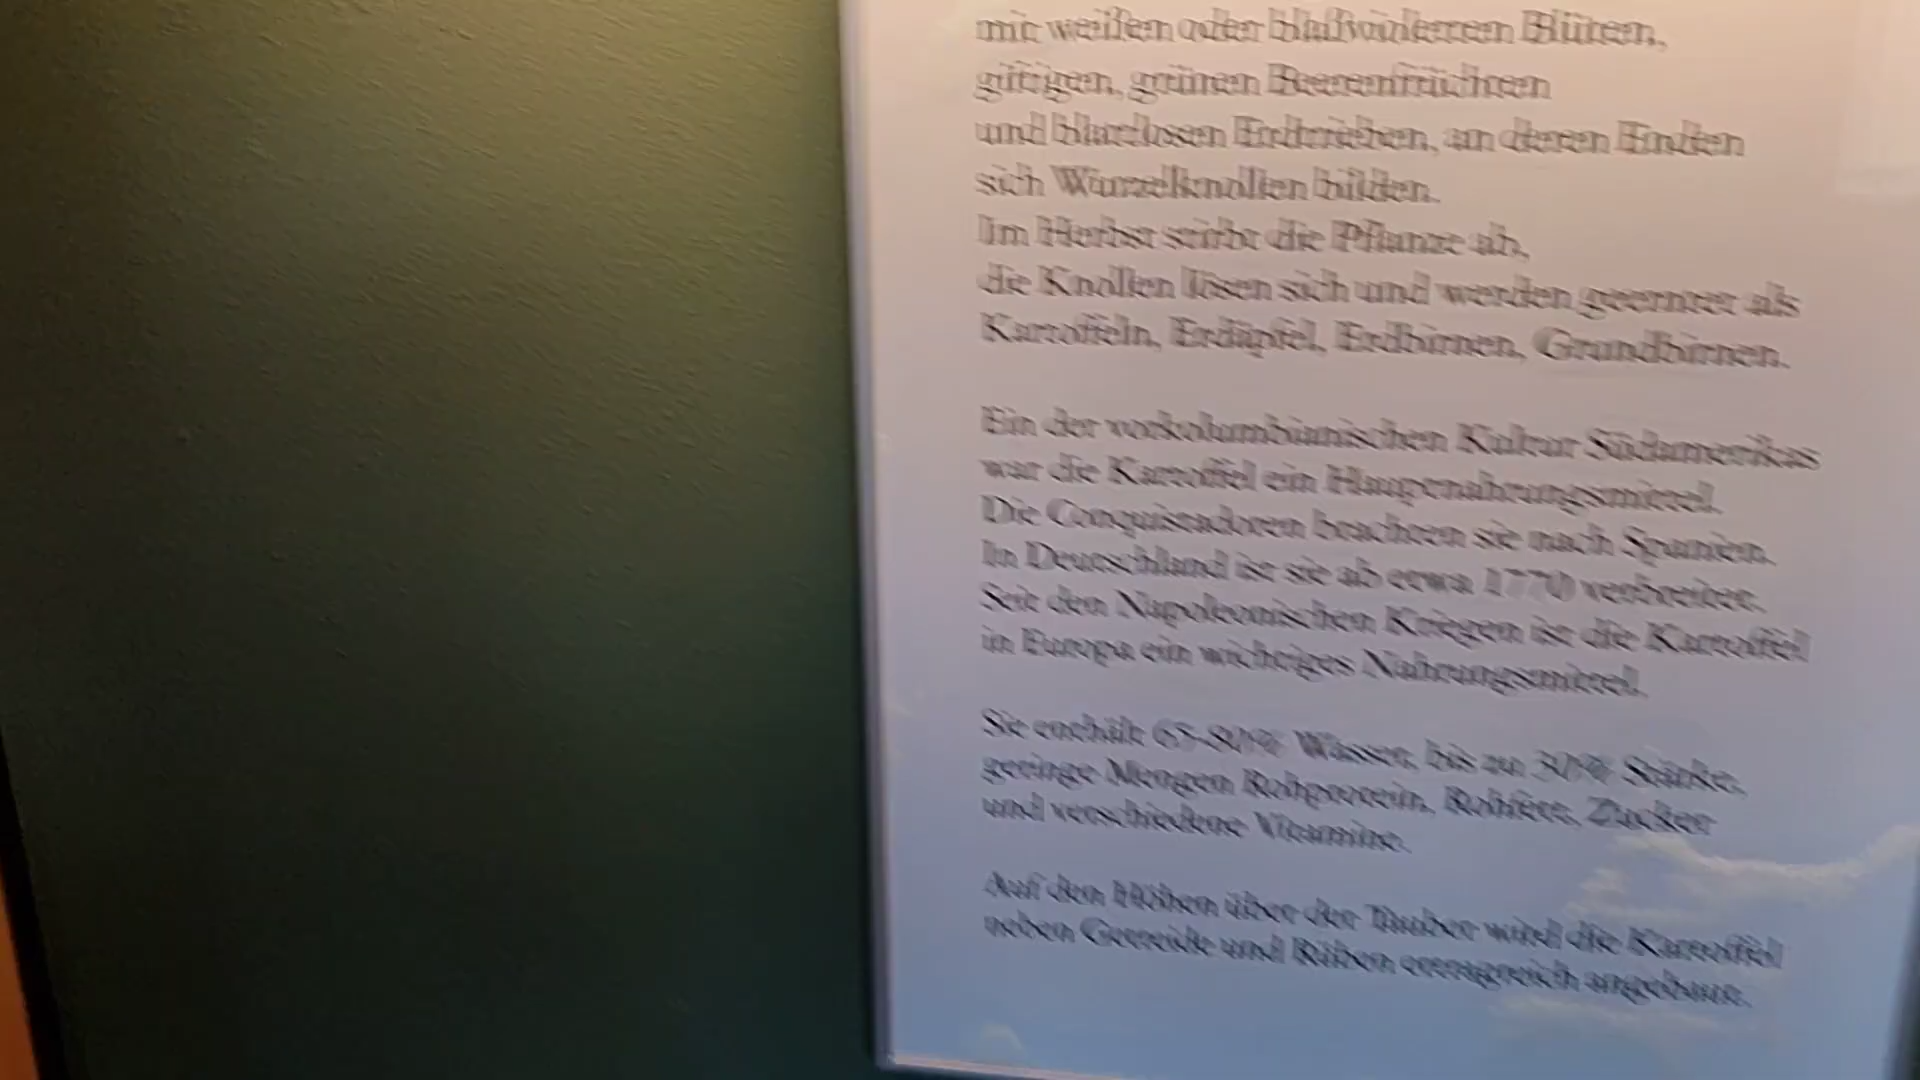 mit weißen oder blaßvioletten Blüten,
giftigen, grünen Beerenfrüchten
und blattlosen Erdtrieben, an deren Enden
sich Wurzelknollen bilden.
Im Herbst stirbt die Pflanze ab,
die Knollen lösen sich und werden geerntet als
Kartoffeln, Erdäpfel, Erdbirnen, Grundbirnen.
Ein der vorkolumbianischen Kultur Südamerikas
war die Kartoffel ein Hauptnahrungsmittel.
Die Conquistadoren brachten sie nach Spanien.
In Deutschland ist sie ab etwa 1770 verbreitet.
Seit den Napoleonischen Kriegen ist die Kartoffel
in Europa ein wichtiges Nahrungsmittel.
Sie enthält 65-80% Wasser, bis zu 30% Stärke,
geringe Mengen Rohprotein, Rohfett, Zucker
und verschiedene Vitamine.
Auf den Höhen über der Tauber wird die Kartoffel
neben Getreide und Rüben ertragreich angebaut.